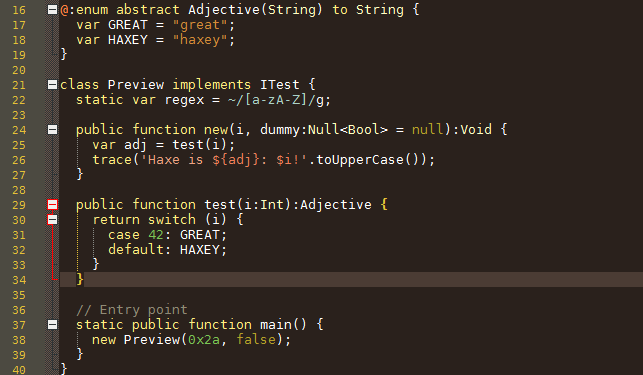 16 @:enum abstract Adjective(String) to String {
17   var GREAT = "great";
18   var HAXEY = "haxey";
19 }
20
21 class Preview implements ITest {
22   static var regex = ~/[a-zA-Z]/g;
23
24   public function new(i, dummy:Null<Bool> = null):Void {
25     var adj = test(i);
26     trace('Haxe is ${adj}: $i!'.toUpperCase());
27   }
28
29   public function test(i:Int):Adjective {
30     return switch (i) {
31       case 42: GREAT;
32       default: HAXEY;
33     }
34   }
35
36   // Entry point
37   static public function main() {
38     new Preview(0x2a, false);
39   }
40 }